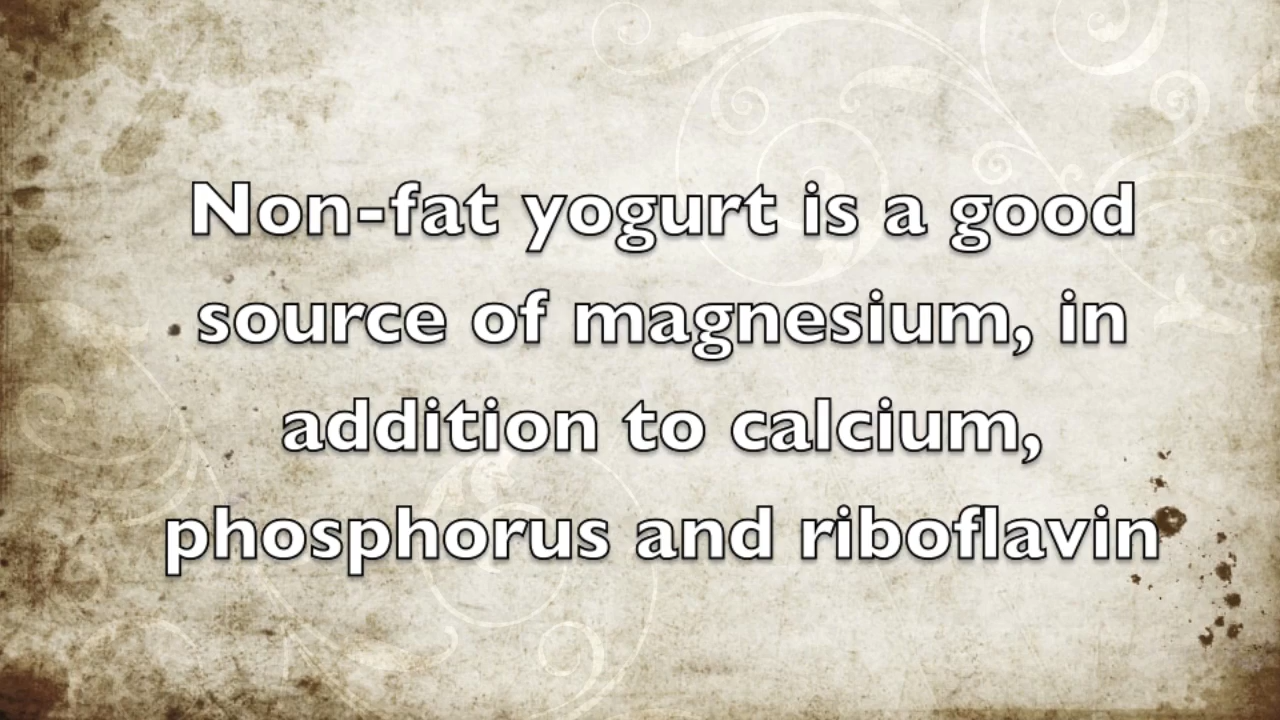 Non-fat yogurt is a good
source of magnesium, in
addition to calcium,
phosphorus and riboflavin